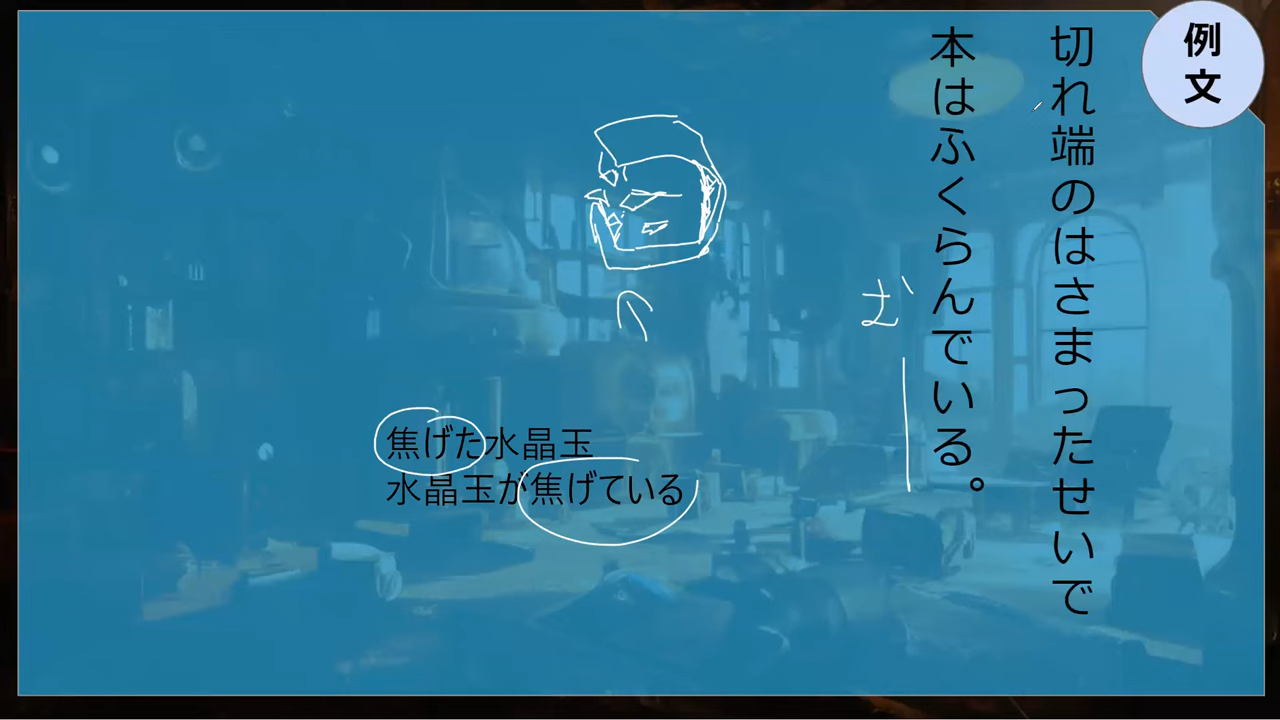 例文
切れ端のはさまったせいで
本はふくらんでいる。
焦げた水晶玉
水晶玉が焦げている